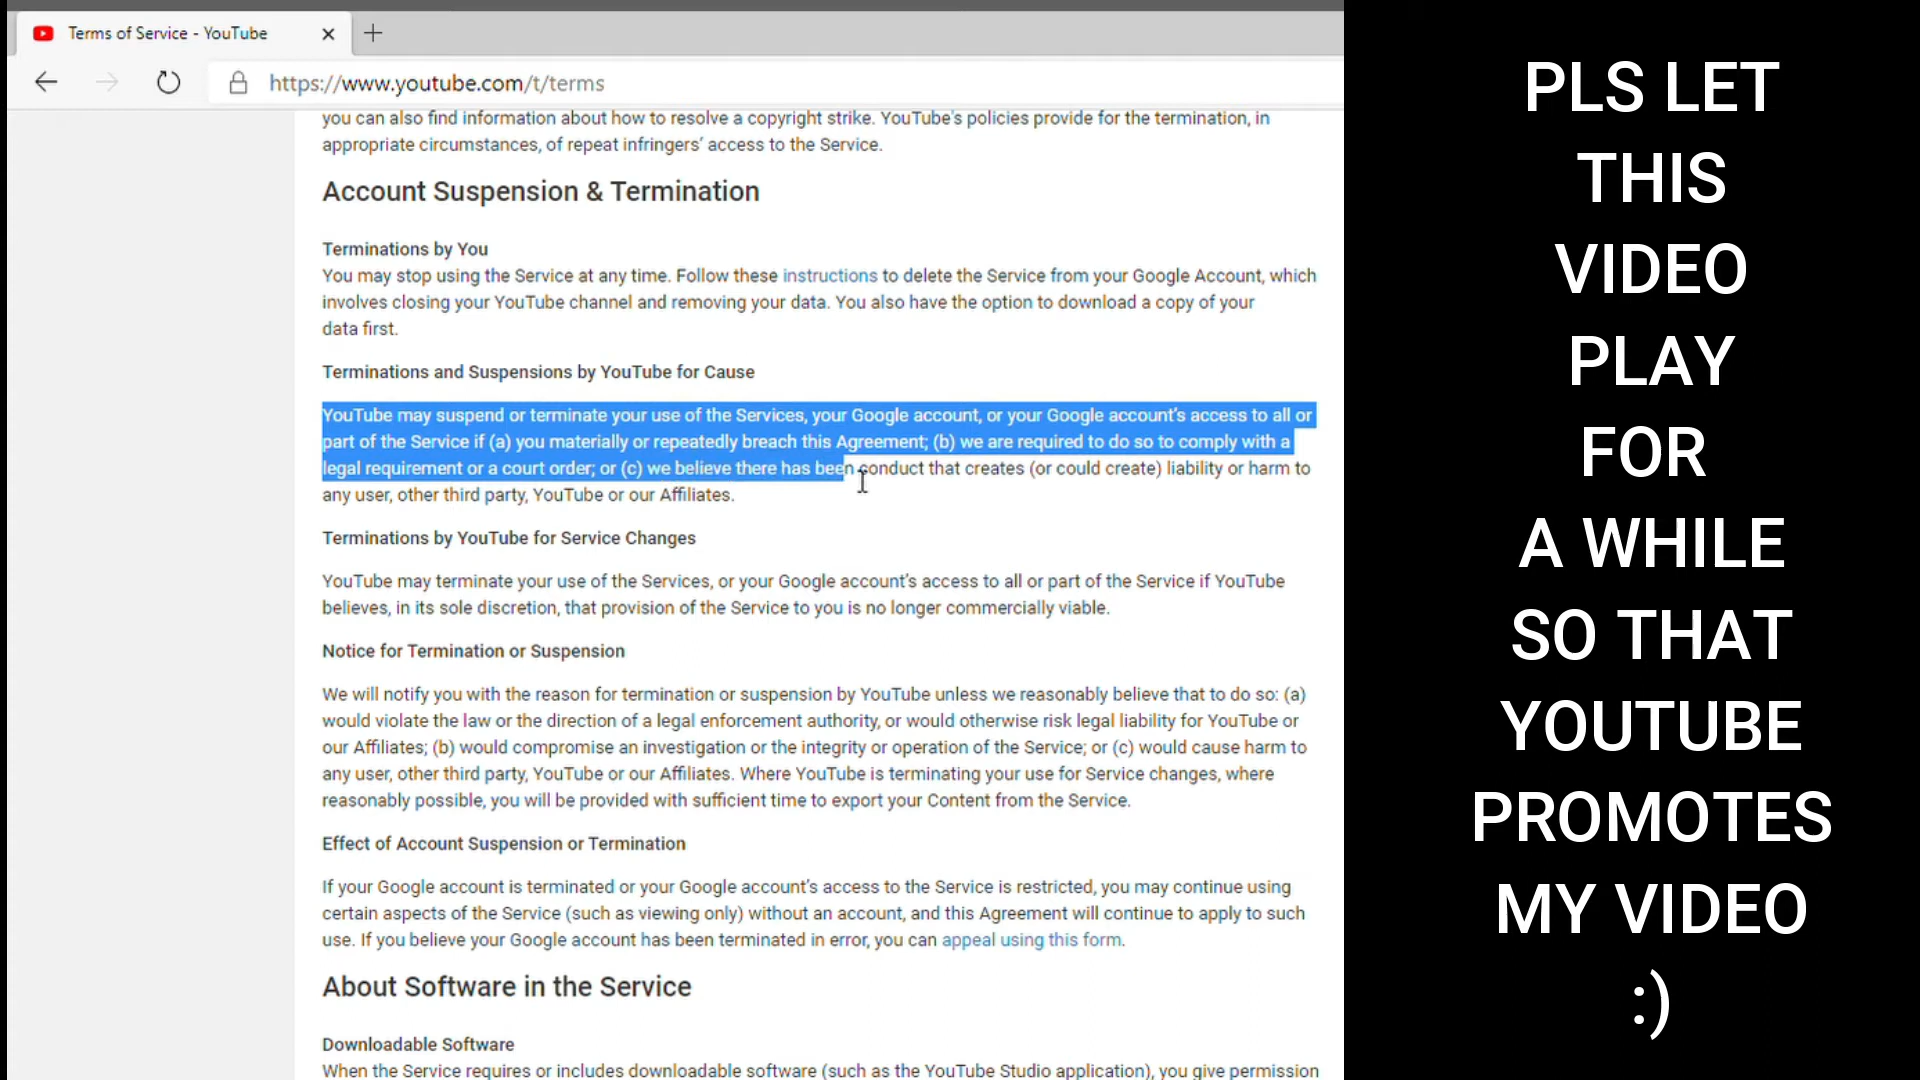 Terms of Service - YouTube
https://www.youtube.com/t/terms
you can also find information about how to resolve a copyright strike. YouTube's policies provide for the termination, in
appropriate circumstances, of repeat infringers’ access to the Service.
Account Suspension & Termination
Terminations by You
You may stop using the Service at any time. Follow these instructions to delete the Service from your Google Account, which
involves closing your YouTube channel and removing your data. You also have the option to download a copy of your
data first.
Terminations and Suspensions by YouTube for Cause
YouTube may suspend or terminate your use of the Services, your Google account, or your Google account’s access to all or
part of the Service if (a) you materially or repeatedly breach this Agreement; (b) we are required to do so to comply with a
legal requirement or a court order; or (c) we believe there has been conduct that creates (or could create) liability or harm to
any user, other third party, YouTube or our Affiliates.
Terminations by YouTube for Service Changes
YouTube may terminate your use of the Services, or your Google account’s access to all or part of the Service if YouTube
believes, in its sole discretion, that provision of the Service to you is no longer commercially viable.
Notice for Termination or Suspension
We will notify you with the reason for termination or suspension by YouTube unless we reasonably believe that to do so: (a)
would violate the law or the direction of a legal enforcement authority, or would otherwise risk legal liability for YouTube or
our Affiliates; (b) would compromise an investigation or the integrity or operation of the Service; or (c) would cause harm to
any user, other third party, YouTube or our Affiliates. Where YouTube is terminating your use for Service changes, where
reasonably possible, you will be provided with sufficient time to export your Content from the Service.
Effect of Account Suspension or Termination
If your Google account is terminated or your Google account’s access to the Service is restricted, you may continue using
certain aspects of the Service (such as viewing only) without an account, and this Agreement will continue to apply to such
use. If you believe your Google account has been terminated in error, you can appeal using this form.
About Software in the Service
Downloadable Software
When the Service requires or includes downloadable software (such as the YouTube Studio application), you give permission
PLS LET
THIS
VIDEO
PLAY
FOR
A WHILE
SO THAT
YOUTUBE
PROMOTES
MY VIDEO
:)